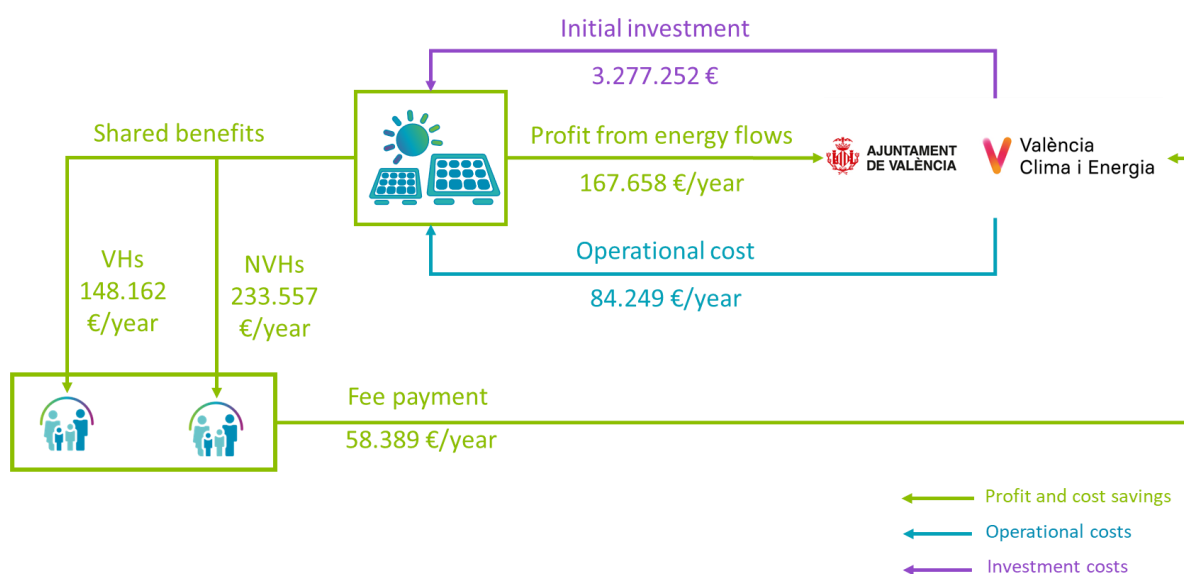 Initial investment
3.277.252 €
Shared benefits
Profit from energy flows
167.658 €/year
AJUNTAMENT
DE VALÈNCIA
València
Clima i Energia
VHs
148.162
€/year
NVHs
233.557
€/year
Operational cost
84.249 €/year
Fee payment
58.389 €/year
Profit and cost savings
Operational costs
Investment costs